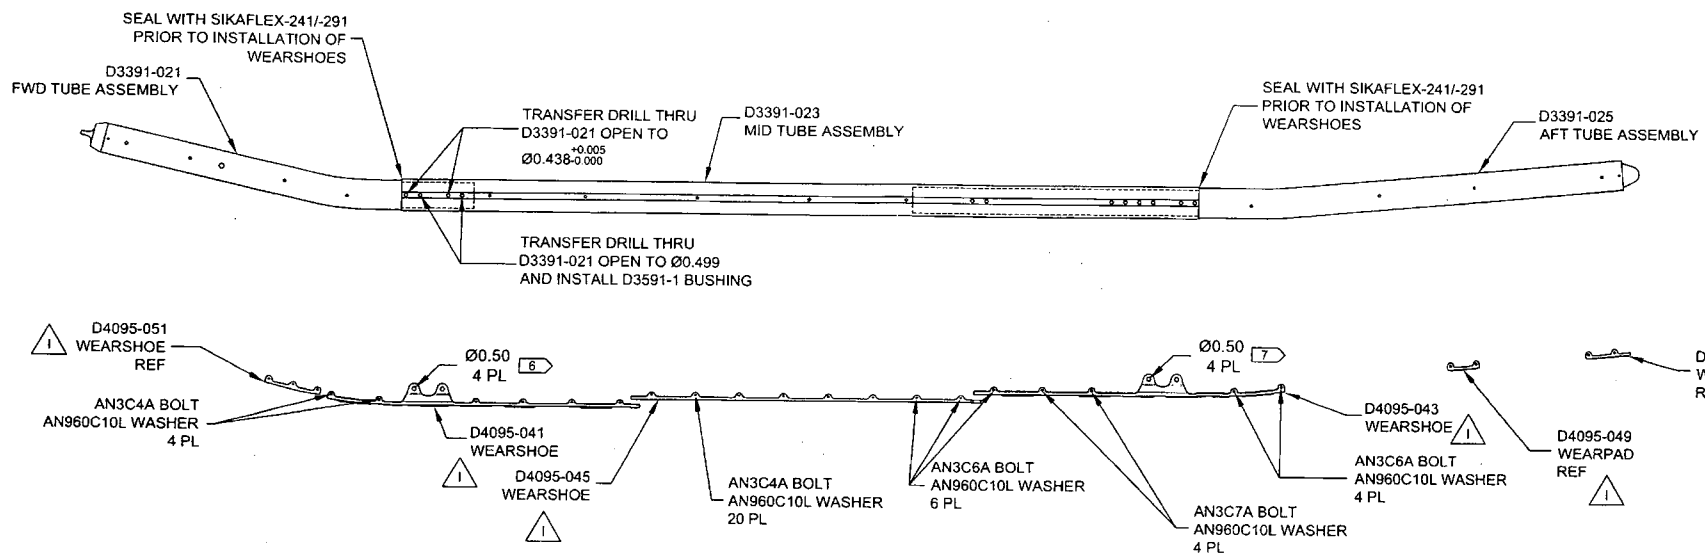 SEAL WITH SIKAFLEX-241/-291
PRIOR TO INSTALLATION OF
WEARSHOES
D3391-021
FWD TUBE ASSEMBLY
TRANSFER DRILL THRU
D3391-021 OPEN TO
Ø0.438+0.005-0.000
D3391-023
MID TUBE ASSEMBLY
SEAL WITH SIKAFLEX-241/-291
PRIOR TO INSTALLATION OF
WEARSHOES
D3391-025
AFT TUBE ASSEMBLY
TRANSFER DRILL THRU
D3391-021 OPEN TO Ø0.499
AND INSTALL D3591-1 BUSHING
D4095-051
WEARSHOE
REF
1
Ø0.50
4 PL
6
AN3C4A BOLT
AN960C10L WASHER
4 PL
D4095-041
WEARSHOE
1
D4095-045
WEARSHOE
1
AN3C4A BOLT
AN960C10L WASHER
20 PL
AN3C6A BOLT
AN960C10L WASHER
6 PL
Ø0.50
4 PL
7
AN3C7A BOLT
AN960C10L WASHER
4 PL
D4095-043
WEARSHOE
1
AN3C6A BOLT
AN960C10L WASHER
4 PL
D4095-049
WEARPAD
REF
1
D
W
R